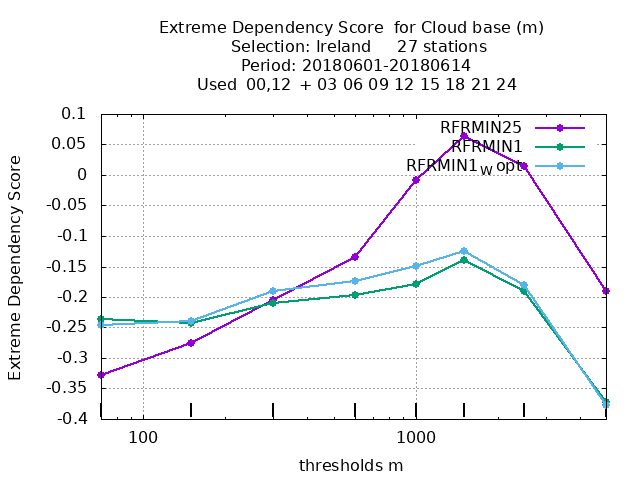 Extreme Dependency Score  for Cloud base (m)
Selection: Ireland     27 stations
Period: 20180601-20180614
Used  00,12  + 03 06 09 12 15 18 21 24
RFRMIN25
RFRMIN1
RFRMIN1W opt
Extreme Dependency Score
0.1
0.05
0
-0.05
-0.1
-0.15
-0.2
-0.25
-0.3
-0.35
-0.4
100 1000
thresholds m